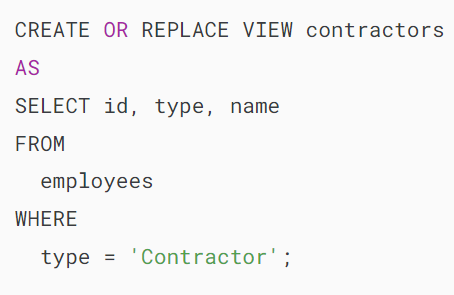 CREATE OR REPLACE VIEW contractors
AS
SELECT id, type, name
FROM
  employees
WHERE
  type = 'Contractor';